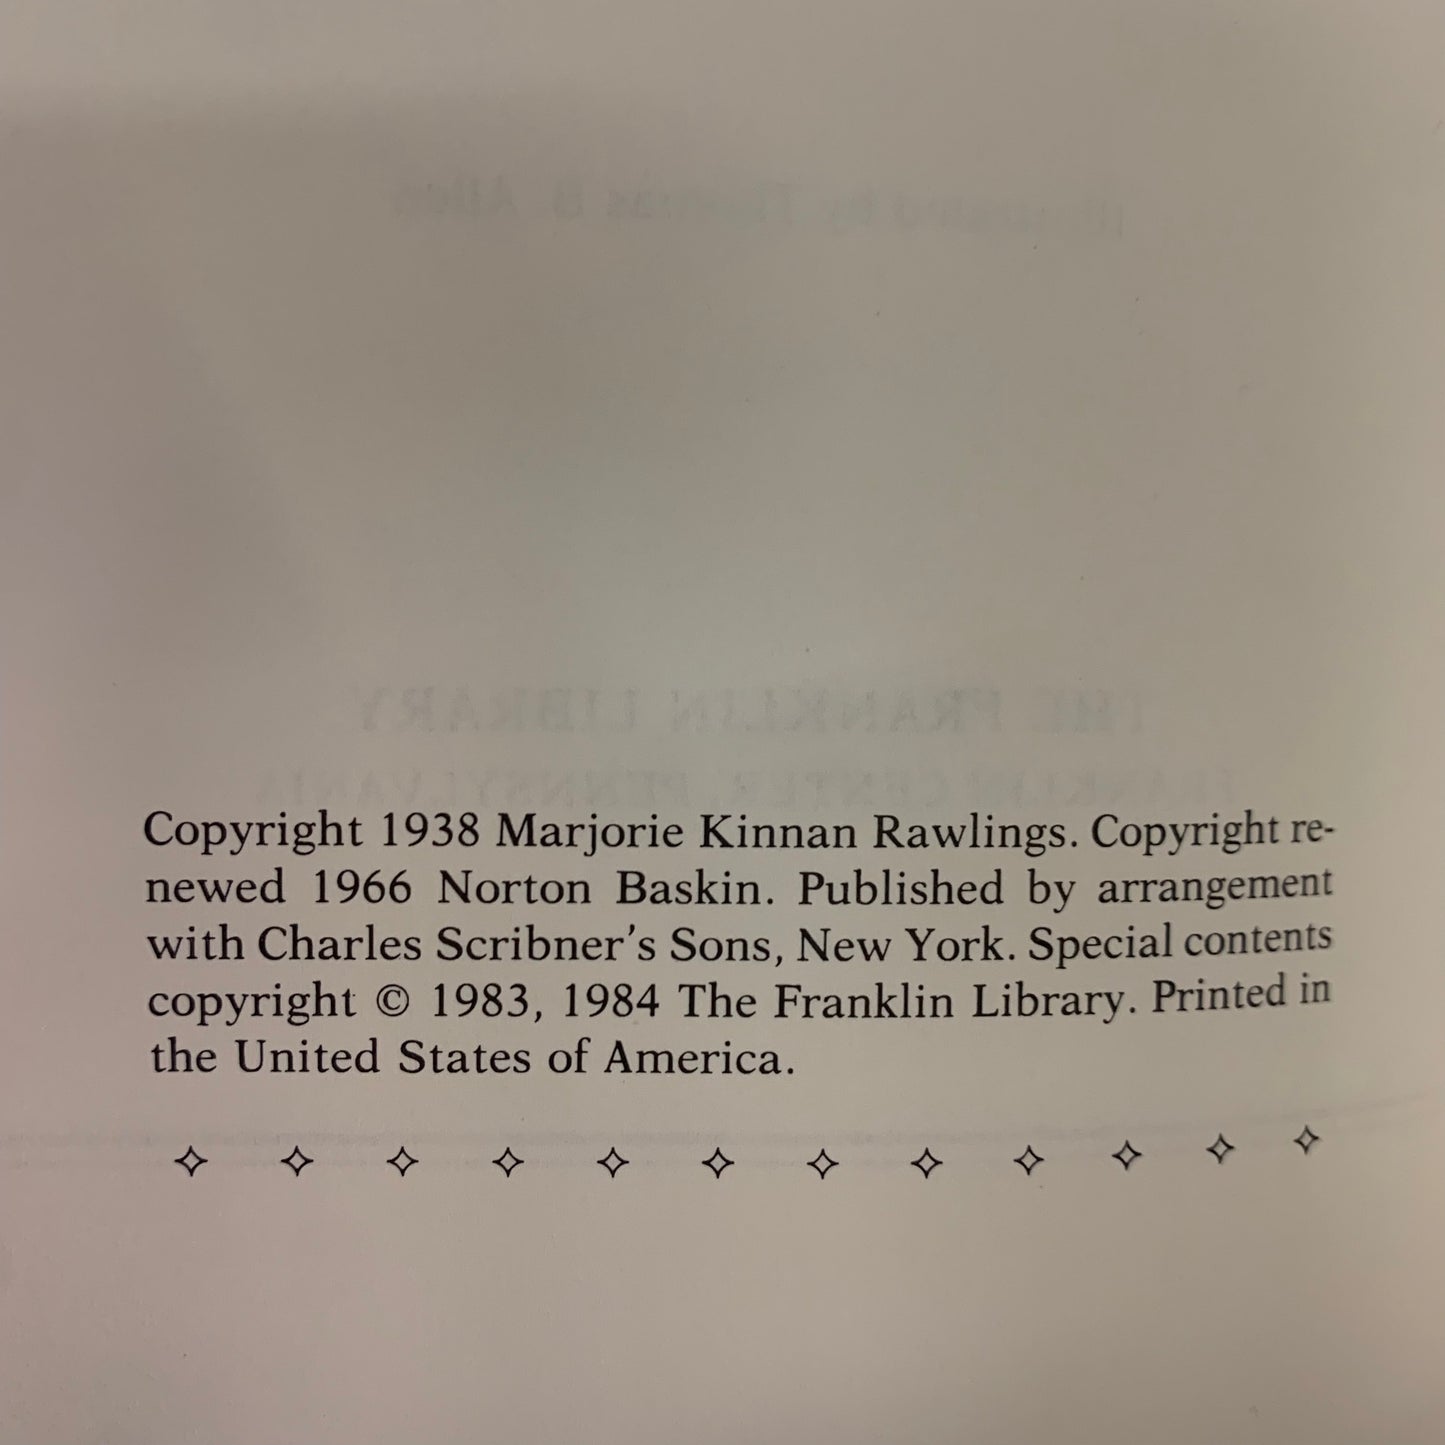 Copyright 1938 Marjorie Kinnan Rawlings. Copyright re-
newed 1966 Norton Baskin. Published by arrangement
with Charles Scribner's Sons, New York. Special contents
copyright © 1983, 1984 The Franklin Library. Printed in
the United States of America.